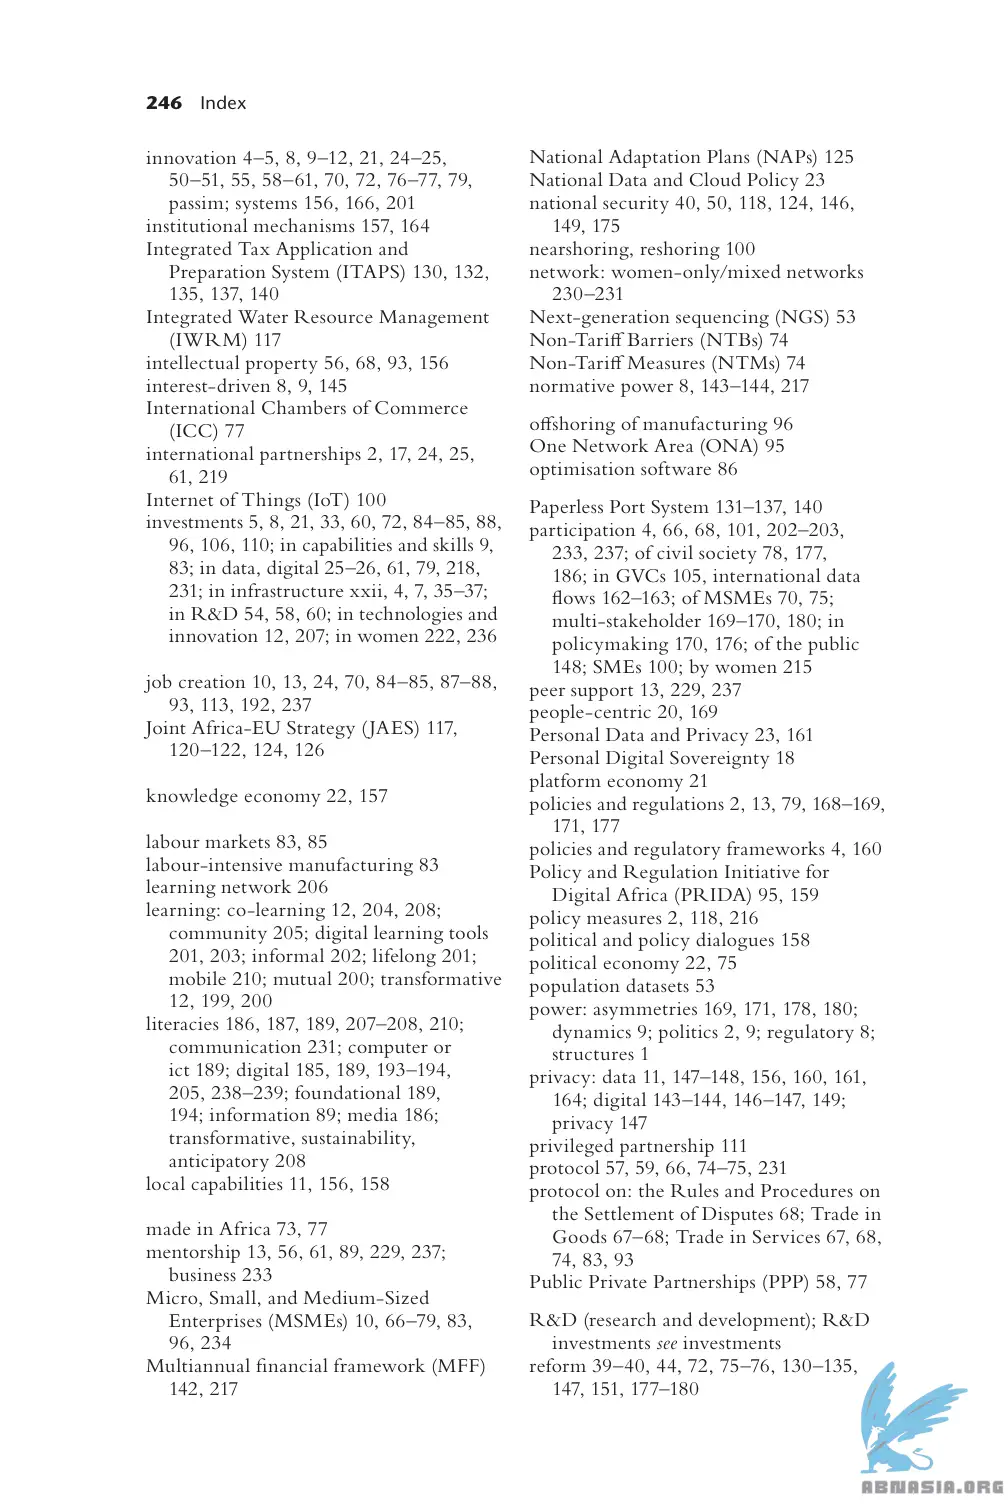 246 Index
innovation 4–5, 8, 9–12, 21, 24–25,
50–51, 55, 58–61, 70, 72, 76–77, 79,
passim; systems 156, 166, 201
institutional mechanisms 157, 164
Integrated Tax Application and
Preparation System (ITAPS) 130, 132,
135, 137, 140
Integrated Water Resource Management
(IWRM) 117
intellectual property 56, 68, 93, 156
interest-driven 8, 9, 145
International Chambers of Commerce
(ICC) 77
international partnerships 2, 17, 24, 25,
61, 219
Internet of Things (IoT) 100
investments 5, 8, 21, 33, 60, 72, 84–85, 88,
96, 106, 110; in capabilities and skills 9,
83; in data, digital 25–26, 61, 79, 218,
231; in infrastructure xxii, 4, 7, 35–37;
in R&D 54, 58, 60; in technologies and
innovation 12, 207; in women 222, 236
job creation 10, 13, 24, 70, 84–85, 87–88,
93, 113, 192, 237
Joint Africa-EU Strategy (JAES) 117,
120–122, 124, 126
knowledge economy 22, 157
labour markets 83, 85
labour-intensive manufacturing 83
learning network 206
learning: co-learning 12, 204, 208;
community 205; digital learning tools
201, 203; informal 202; lifelong 201;
mobile 210; mutual 200; transformative
12, 199, 200
literacies 186, 187, 189, 207–208, 210;
communication 231; computer or
ict 189; digital 185, 189, 193–194,
205, 238–239; foundational 189,
194; information 89; media 186;
transformative, sustainability,
anticipatory 208
local capabilities 11, 156, 158
made in Africa 73, 77
mentorship 13, 56, 61, 89, 229, 237;
business 233
Micro, Small, and Medium-Sized
Enterprises (MSMEs) 10, 66–79, 83,
96, 234
Multiannual financial framework (MFF)
142, 217
National Adaptation Plans (NAPs) 125
National Data and Cloud Policy 23
national security 40, 50, 118, 124, 146,
149, 175
nearshoring, reshoring 100
network: women-only/mixed networks
230–231
Next-generation sequencing (NGS) 53
Non-Tariff Barriers (NTBs) 74
Non-Tariff Measures (NTMs) 74
normative power 8, 143–144, 217
offshoring of manufacturing 96
One Network Area (ONA) 95
optimisation software 86
Paperless Port System 131–137, 140
participation 4, 66, 68, 101, 202–203,
233, 237; of civil society 78, 177,
186; in GVCs 105, international data
flows 162–163; of MSMEs 70, 75;
multi-stakeholder 169–170, 180; in
policymaking 170, 176; of the public
148; SMEs 100; by women 215
peer support 13, 229, 237
people-centric 20, 169
Personal Data and Privacy 23, 161
Personal Digital Sovereignty 18
platform economy 21
policies and regulations 2, 13, 79, 168–169,
171, 177
policies and regulatory frameworks 4, 160
Policy and Regulation Initiative for
Digital Africa (PRIDA) 95, 159
policy measures 2, 118, 216
political and policy dialogues 158
political economy 22, 75
population datasets 53
power: asymmetries 169, 171, 178, 180;
dynamics 9; politics 2, 9; regulatory 8;
structures 1
privacy: data 11, 147–148, 156, 160, 161,
164; digital 143–144, 146–147, 149;
privacy 147
privileged partnership 111
protocol 57, 59, 66, 74–75, 231
protocol on: the Rules and Procedures on
the Settlement of Disputes 68; Trade in
Goods 67–68; Trade in Services 67, 68,
74, 83, 93
Public Private Partnerships (PPP) 58, 77
R&D (research and development); R&D
investments see investments
reform 39–40, 44, 72, 75–76, 130–135,
147, 151, 177–180
ABNASIA.ORG